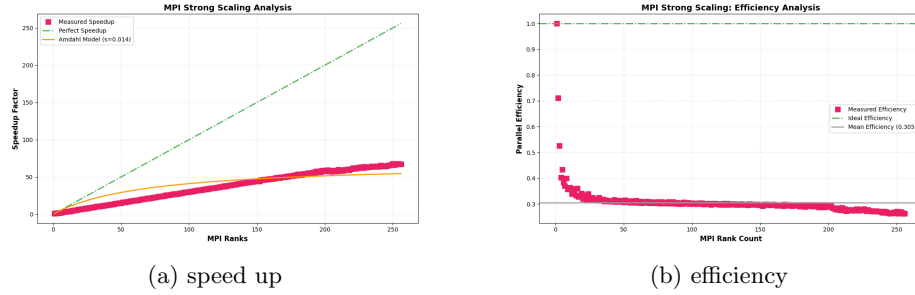 MPI Strong Scaling Analysis
Measured Speedup
Perfect Speedup
Amdahl Model (s=0.014)
Speedup Factor
250
200
150
100
50
0
0 50 100 150 200 250
MPI Ranks
(a) speed up
MPI Strong Scaling: Efficiency Analysis
Parallel Efficiency
1.0
0.9
0.8
0.7
0.6
0.5
0.4
0.3
Measured Efficiency
Ideal Efficiency
Mean Efficiency (0.305
0 50 100 150 200 250
MPI Rank Count
(b) efficiency